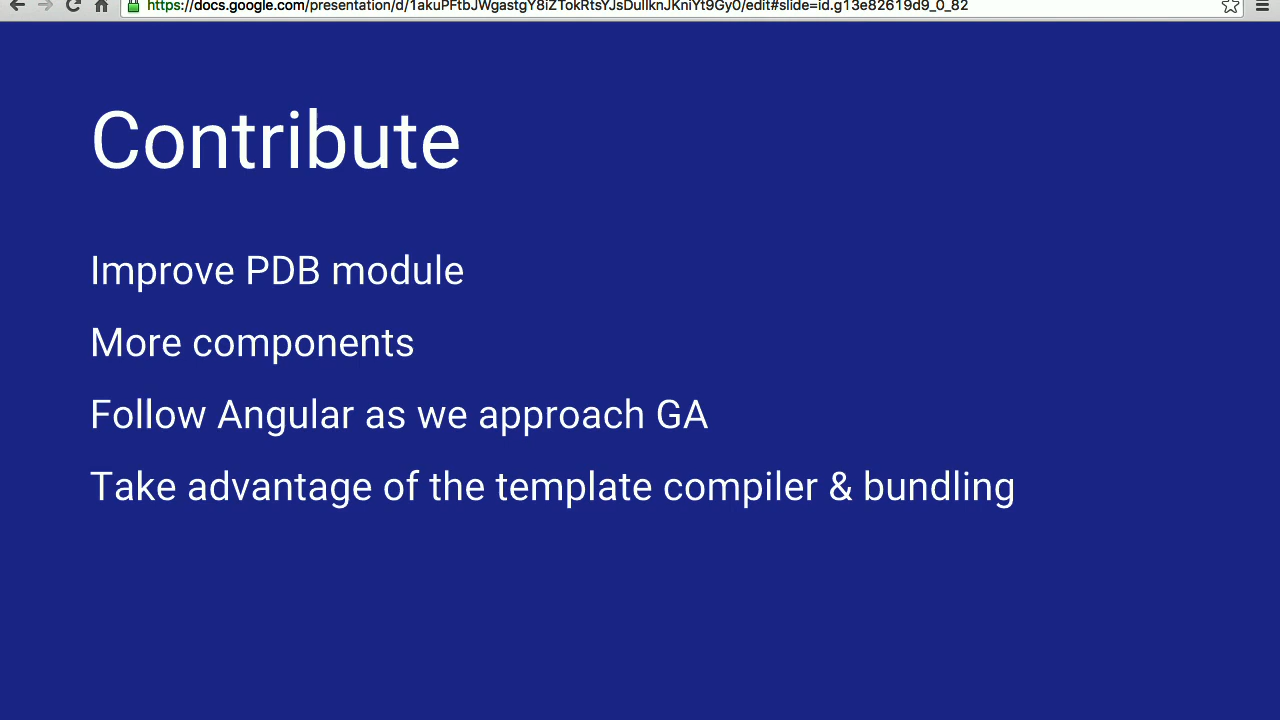 https://docs.google.com/presentation/d/1akuPFtbJWgastgY8iZTokRtsYJsDuIlknJKniYt9Gy0/edit#slide=id.g13e82619d9_0_82
Contribute
Improve PDB module
More components
Follow Angular as we approach GA
Take advantage of the template compiler & bundling